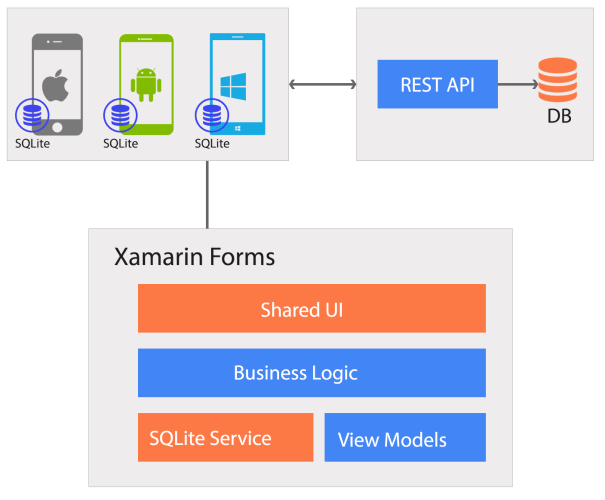 SQLite
SQLite
SQLite
REST API
DB
Xamarin Forms
Shared UI
Business Logic
SQLite Service
View Models